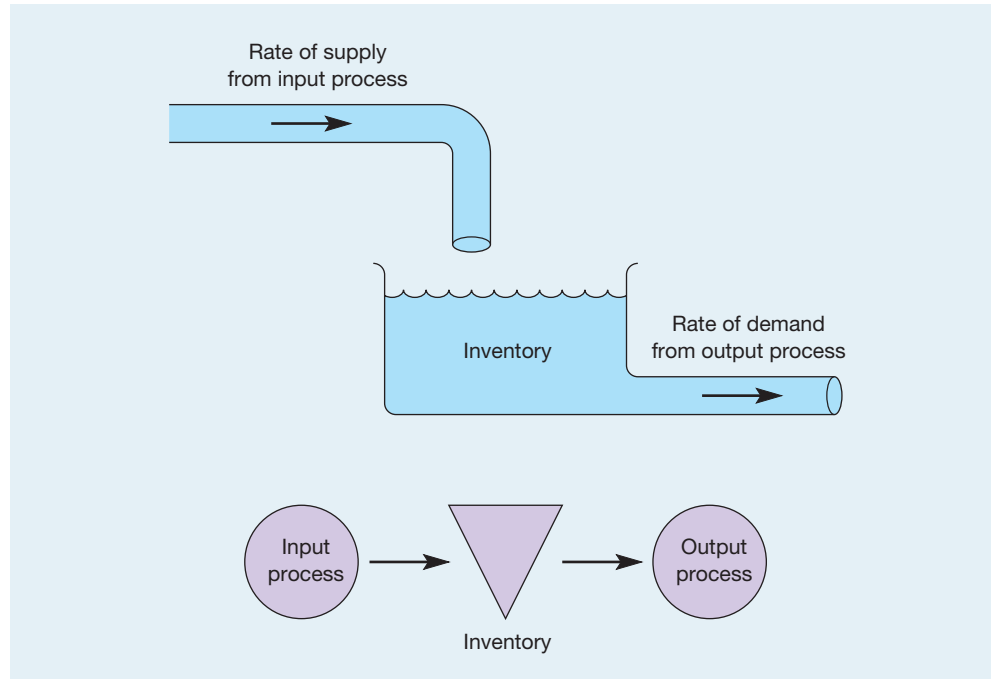 Rate of supply
from input process
Inventory
Rate of demand
from output process
Input
process
Output
process
Inventory